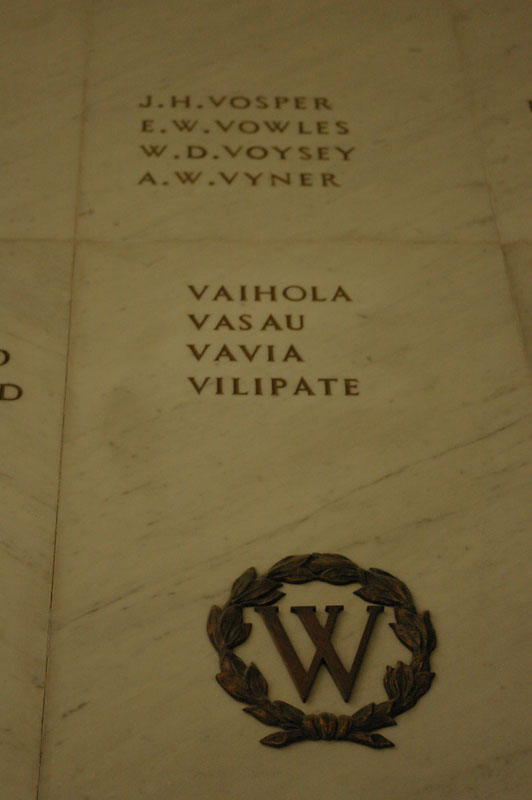 J.H.VOSPER
E.W.VOWLES
W.D.VOYSEY
A.W.VYNER
VAIHOLA
VASAU
VAVIA
VILIPATE
D
W